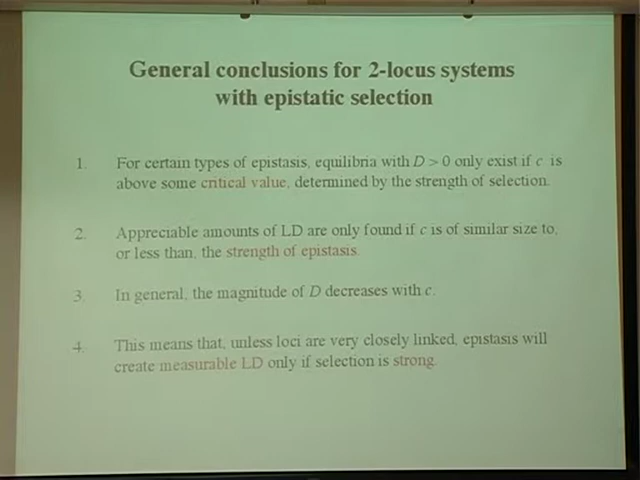 General conclusions for 2-locus systems
with epistatic selection
1. For certain types of epistasis, equilibria with D > 0 only exist if c is
above some critical value, determined by the strength of selection.
2. Appreciable amounts of LD are only found if c is of similar size to,
or less than, the strength of epistasis.
3. In general, the magnitude of D decreases with c.
4. This means that, unless loci are very closely linked, epistasis will
create measurable LD only if selection is strong.